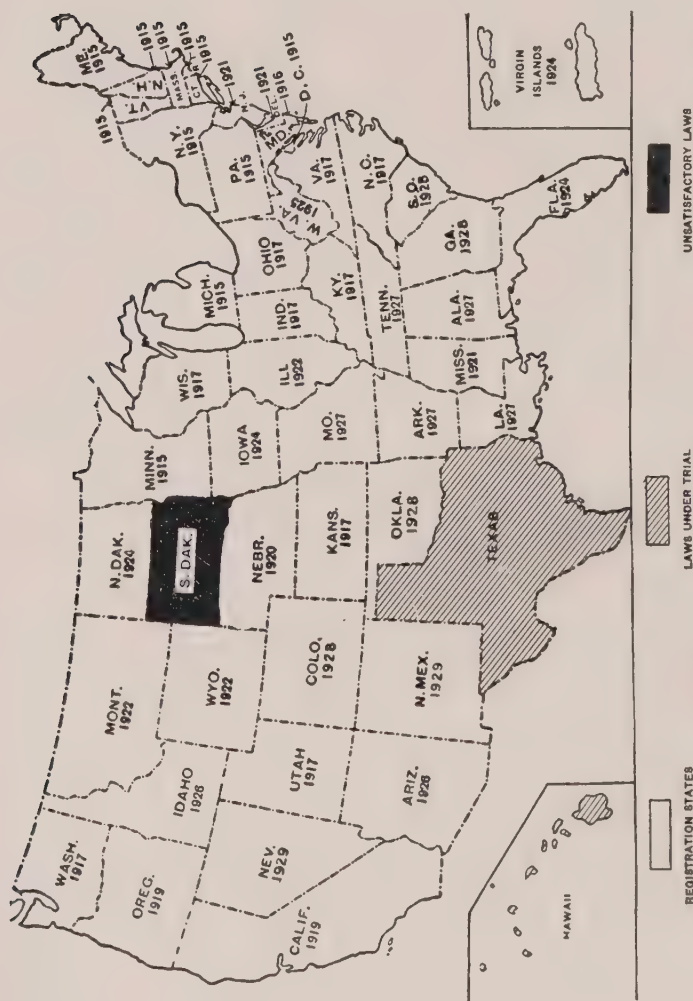 WASH.
1917
OREG.
1919
CALIF.
1919
NEV.
1929
IDAHO
1926
MONT.
1922
WYO.
1922
UTAH
1917
ARIZ.
1926
COLO.
1928
N.MEX.
1929
N.DAK.
1924
S. DAK.
NEBR.
1920
KANS.
1917
OKLA.
1928
TEXAS
MINN.
1915
IOWA
1924
MO.
1927
ARK.
1927
LA.
1927
WIS.
1917
ILL
1922
MICH.
1915
IND.
1917
OHIO
1917
KY.
1917
TENN.
1927
MISS.
1921
ALA.
1927
GA.
1928
FLA.
1924
S.C.
1928
N.C.
1917
VA.
1917
W. VA.
1925
PA.
1915
N.Y.
1915
1915
VT.
N.H.
ME.
1915
1915
MASS.
1915
CT.
1915
1915
1921
N.J.
1921
DEL.
1916
MD.
D. C. 1915
HAWAII
VIRGIN
ISLANDS
1924
REGISTRATION STATES
LAWS UNDER TRIAL
UNSATISFACTORY LAWS